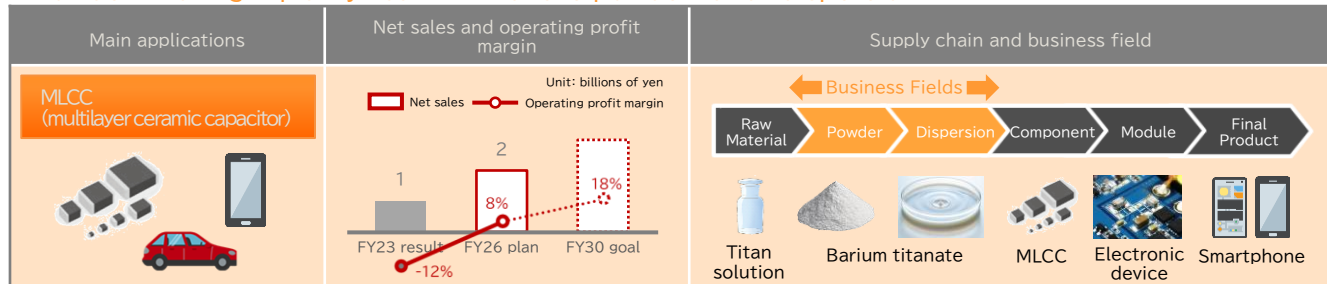 Main applications
Net sales and operating profit
margin
Supply chain and business field
MLCC
(multilayer ceramic capacitor)
Unit: billions of yen
Net sales
Operating profit margin
1
2
8%
18%
-12%
FY23 result
FY26 plan
FY30 goal
Business Fields
Raw
Material
Powder
Dispersion
Component
Module
Final
Product
Titan
solution
Barium titanate
MLCC
Electronic
device
Smartphone